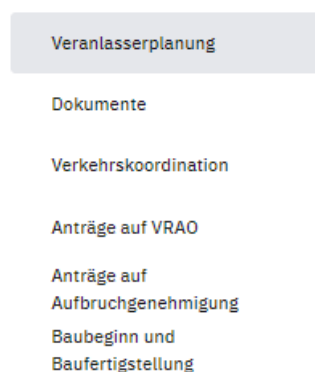 Veranlasserplanung
Dokumente
Verkehrskoordination
Anträge auf VRAO
Anträge auf
Aufbruchgenehmigung
Baubeginn und
Baufertigstellung